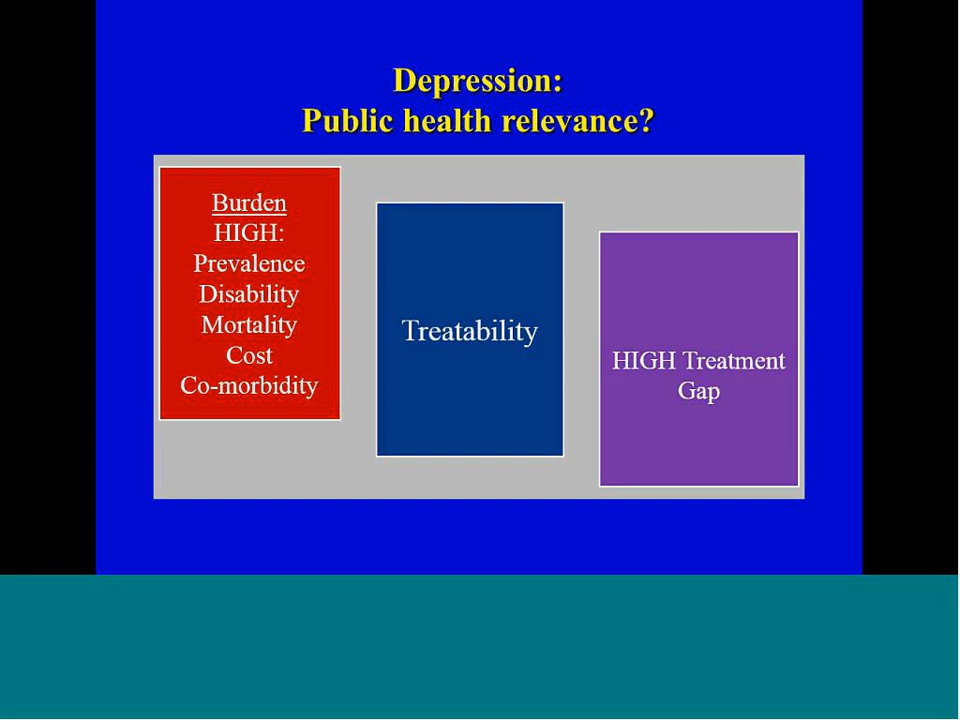 Depression:
Public health relevance?
Burden
HIGH:
Prevalence
Disability
Mortality
Cost
Co-morbidity
Treatability
HIGH Treatment
Gap